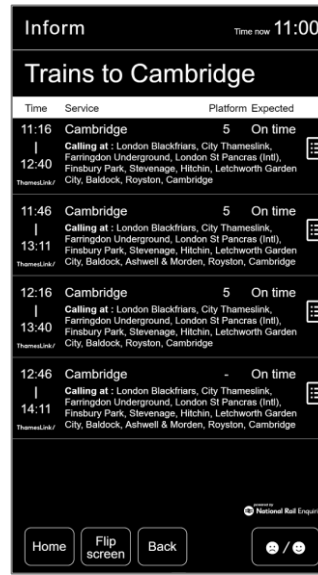 Inform Time now 11:00
Trains to Cambridge
Time Service Platform Expected
11:16 Cambridge 5 On time
| Calling at : London Blackfriars, City Thameslink,
Farringdon Underground, London St Pancras (Intl),
12:40 Finsbury Park, Stevenage, Hitchin, Letchworth Garden
ThamesLink/ City, Baldock, Royston, Cambridge
11:46 Cambridge 5 On time
| Calling at : London Blackfriars, City Thameslink,
Farringdon Underground, London St Pancras (Intl),
13:11 Finsbury Park, Stevenage, Hitchin, Letchworth Garden
ThamesLink/ City, Baldock, Ashwell & Morden, Royston, Cambridge
12:16 Cambridge 5 On time
| Calling at : London Blackfriars, City Thameslink,
Farringdon Underground, London St Pancras (Intl),
13:40 Finsbury Park, Stevenage, Hitchin, Letchworth Garden
ThamesLink/ City, Baldock, Royston, Cambridge
12:46 Cambridge - On time
| Calling at : London Blackfriars, City Thameslink,
Farringdon Underground, London St Pancras (Intl),
14:11 Finsbury Park, Stevenage, Hitchin, Letchworth Garden
ThamesLink/ City, Baldock, Ashwell & Morden, Royston, Cambridge
powered by
National Rail Enquiri
Home Flip screen Back /